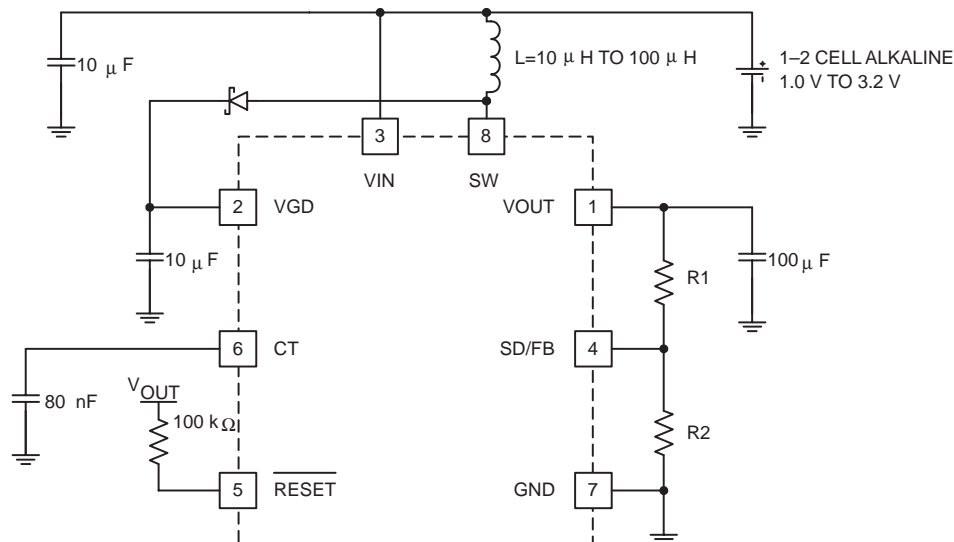 10 μ F
L=10 μ H TO 100 μ H
1–2 CELL ALKALINE
1.0 V TO 3.2 V
3
8
VIN
SW
2
VGD
VOUT
1
10 μ F
R1
100 μ F
6
CT
SD/FB
4
80 nF
VOUT
100 kΩ
R2
5
RESET
GND
7